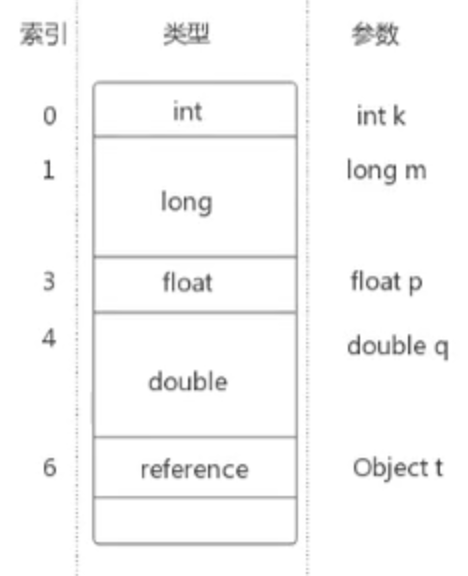 索引 类型 参数
0 int int k
1 long long m
3 float float p
4 double double q
6 reference Object t